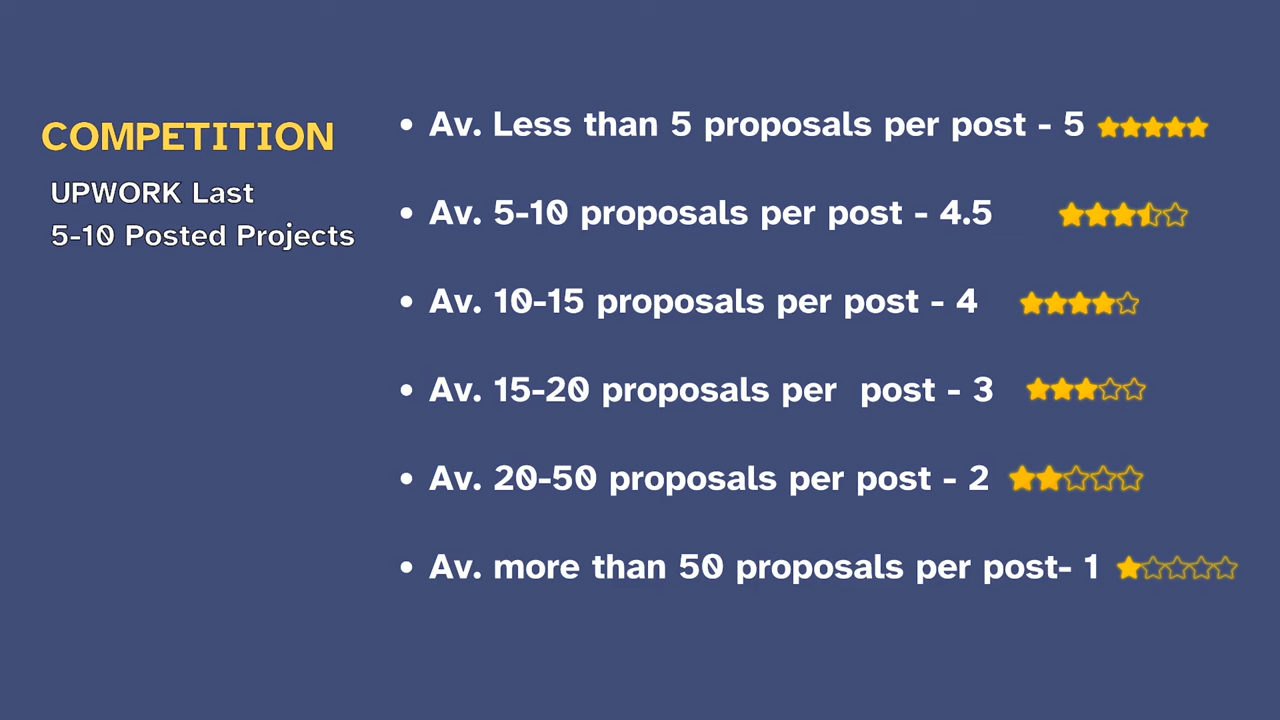 COMPETITION
UPWORK Last
5-10 Posted Projects
• Av. Less than 5 proposals per post - 5
• Av. 5-10 proposals per post - 4.5
• Av. 10-15 proposals per post - 4
• Av. 15-20 proposals per  post - 3
• Av. 20-50 proposals per post - 2
• Av. more than 50 proposals per post- 1